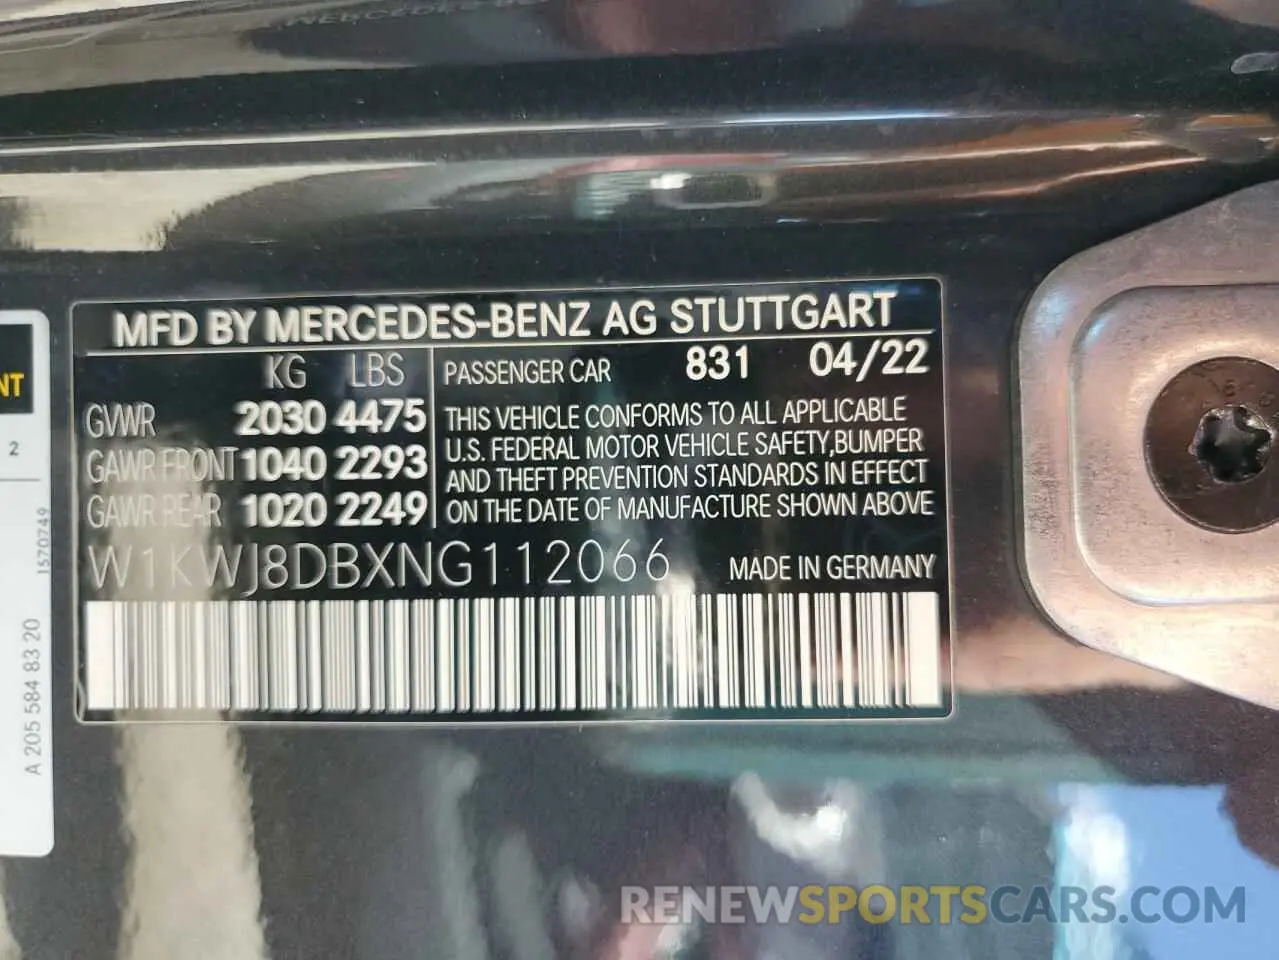 MFD BY MERCEDES-BENZ AG STUTTGART
KG LBS
PASSENGER CAR 831 04/22
GVWR 2030 4475
GAWR FRONT 1040 2293
GAWR REAR 1020 2249
THIS VEHICLE CONFORMS TO ALL APPLICABLE
U.S. FEDERAL MOTOR VEHICLE SAFETY,BUMPER
AND THEFT PREVENTION STANDARDS IN EFFECT
ON THE DATE OF MANUFACTURE SHOWN ABOVE
W1KWJ8DBXNG112066 MADE IN GERMANY
NT
2
1570749
A 205 584 83 20
RENEWSPORTSCARS.COM